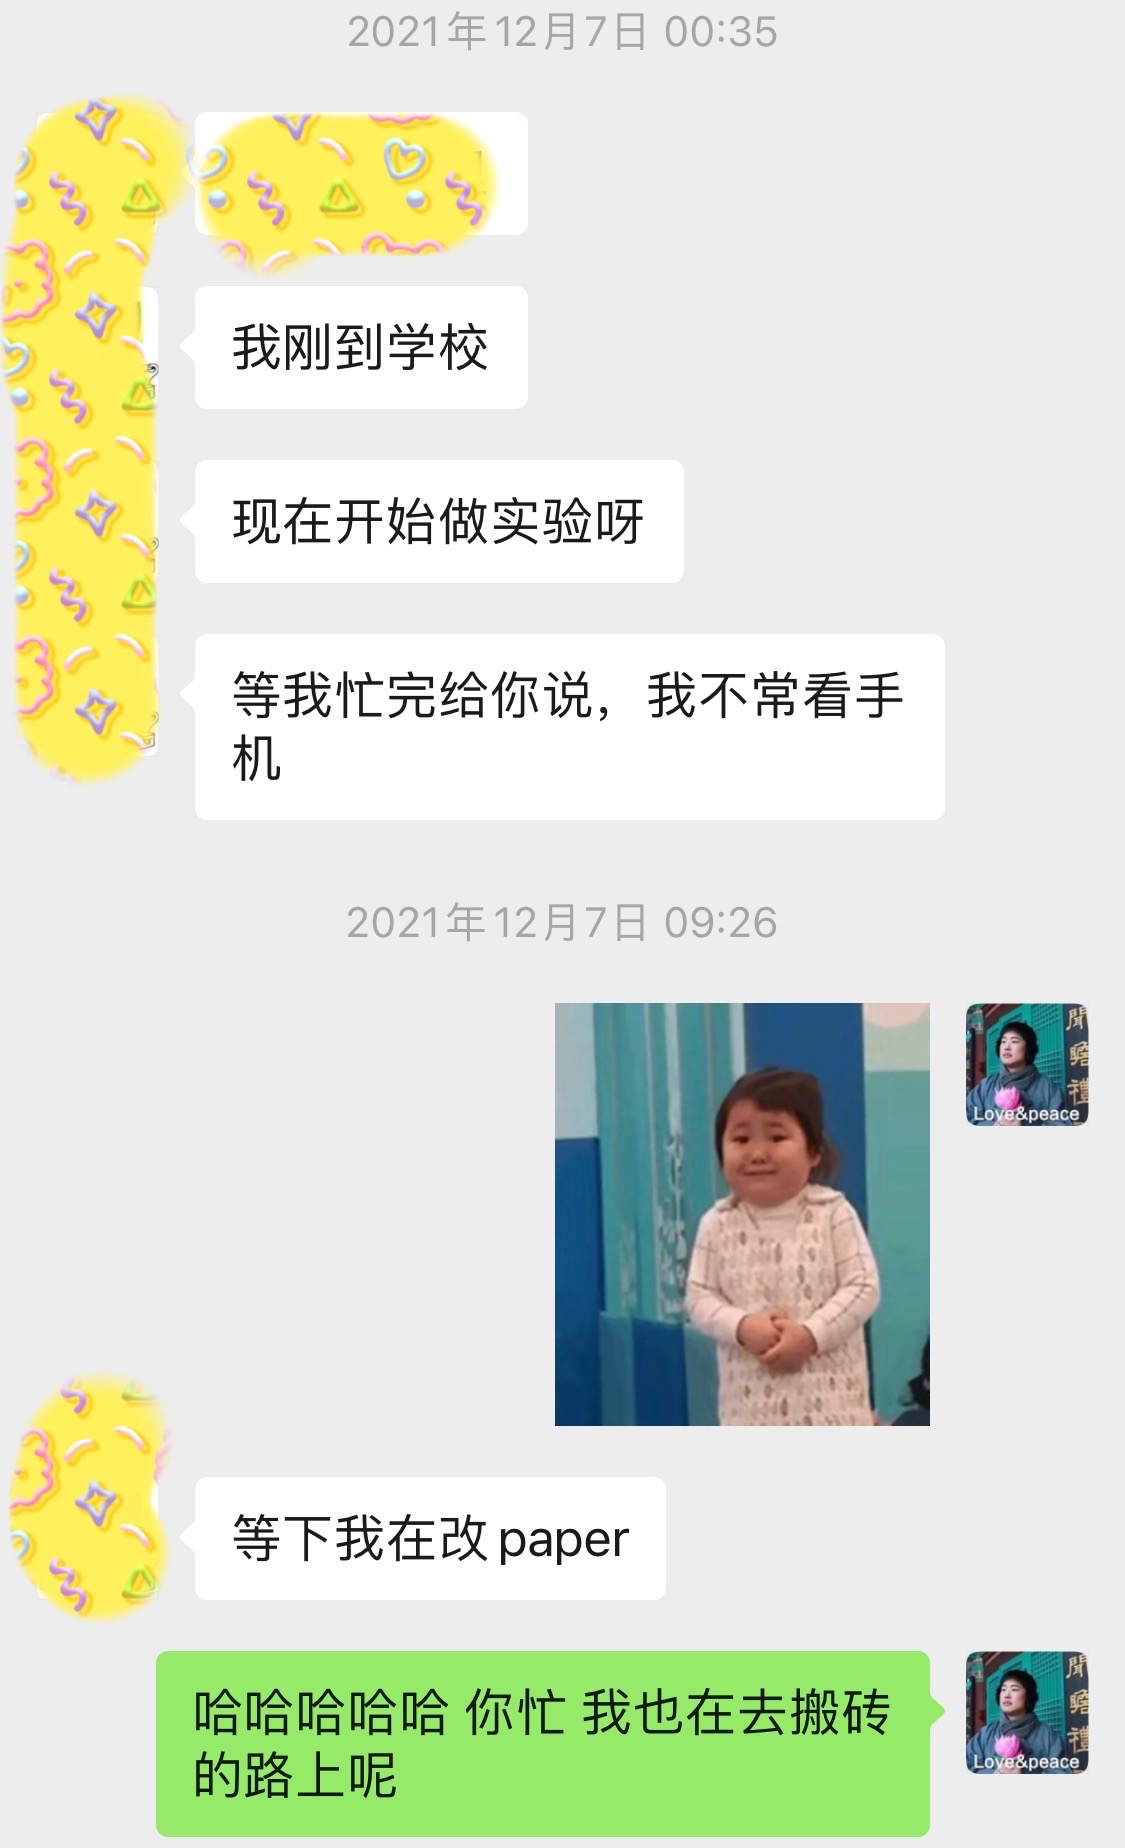 2021年12月7日 00:35
我刚到学校
现在开始做实验呀
等我忙完给你说，我不常看手
机
2021年12月7日 09:26
聞
禮
Love&peace
等下我在改paper
哈哈哈哈哈 你忙 我也在去搬砖
的路上呢
聞
禮
Love&peace